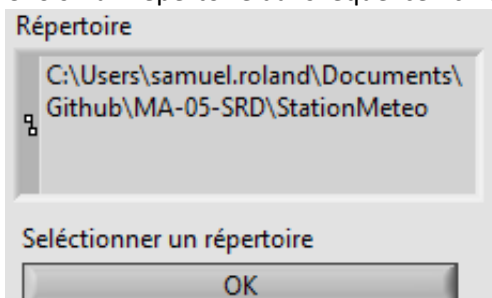 Répertoire
C:\Users\samuel.roland\Documents\
Github\MA-05-SRD\StationMeteo
Seléctionner un répertoire
OK